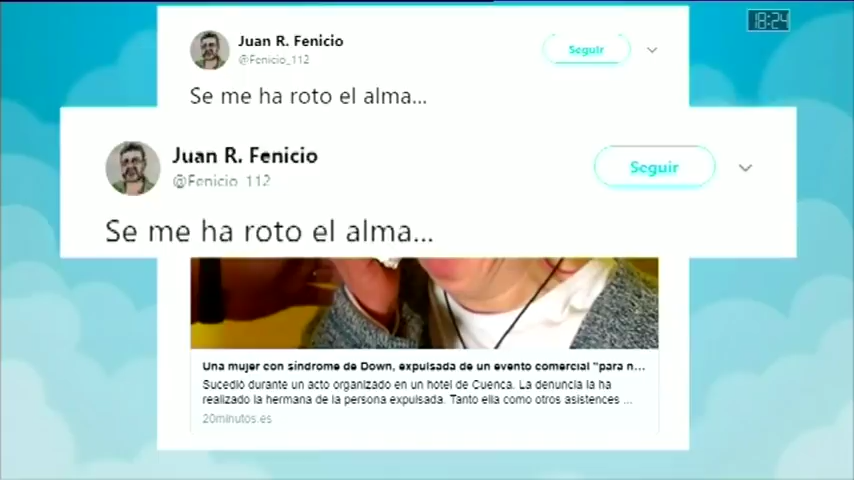 18:24
Juan R. Fenicio
@Fenicio_112
Seguir
Se me ha roto el alma...
Juan R. Fenicio
@Fenicio_112
Seguir
Se me ha roto el alma...
Una mujer con síndrome de Down, expulsada de un evento comercial "para n...
Sucedió durante un acto organizado en un hotel de Cuenca. La denuncia la ha
realizado la hermana de la persona expulsada. Tanto ella como otros asistences ...
20minutos.es